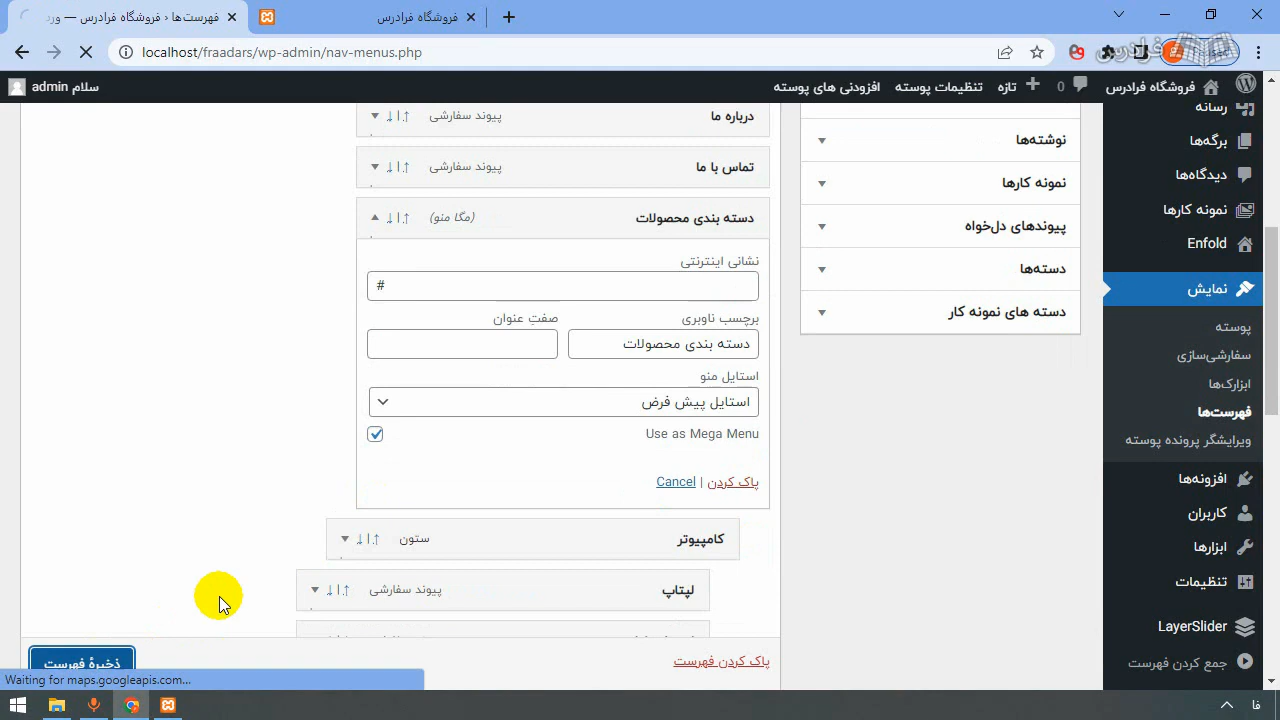 فهرست‌ها ‹ فروشگاه فرادرس — ورد
فروشگاه فرادرس
localhost/fraadars/wp-admin/nav-menus.php
فرادرس
فروشگاه فرادرس
0
تازه
تنظیمات پوسته
افزودنی های پوسته
سلام admin
رسانه
برگه‌ها
دیدگاه‌ها
نمونه کارها
Enfold
نمایش
پوسته
سفارشی‌سازی
ابزارک‌ها
فهرست‌ها
ویرایشگر پرونده پوسته
افزونه‌ها
کاربران
ابزارها
تنظیمات
LayerSlider
جمع کردن فهرست
نوشته‌ها
نمونه کارها
پیوندهای دل‌خواه
دسته‌ها
دسته های نمونه کار
درباره ما پیوند سفارشی
تماس با ما پیوند سفارشی
دسته بندی محصولات (مگا منو)
نشانی اینترنتی
#
برچسب ناوبری صفتِ عنوان
دسته بندی محصولات
استایل منو
استایل پیش فرض
Use as Mega Menu
پاک کردن | Cancel
کامپیوتر ستون
لپتاپ پیوند سفارشی
پاک کردن فهرست
ذخیرهٔ فهرست
Waiting for maps.googleapis.com...
فا